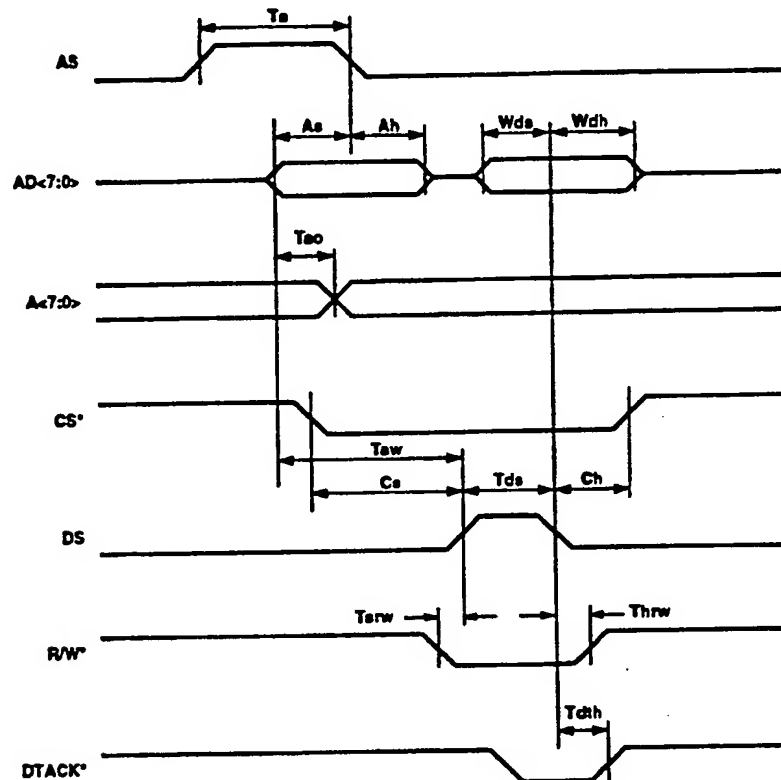 Ts
AS
As Ah Wds Wdh
AD<7:0>
Tao
A<7:0>
CS*
Taw
Cs Tds Ch
DS
Tsrw Thrw
R/W*
Tdth
DTACK*